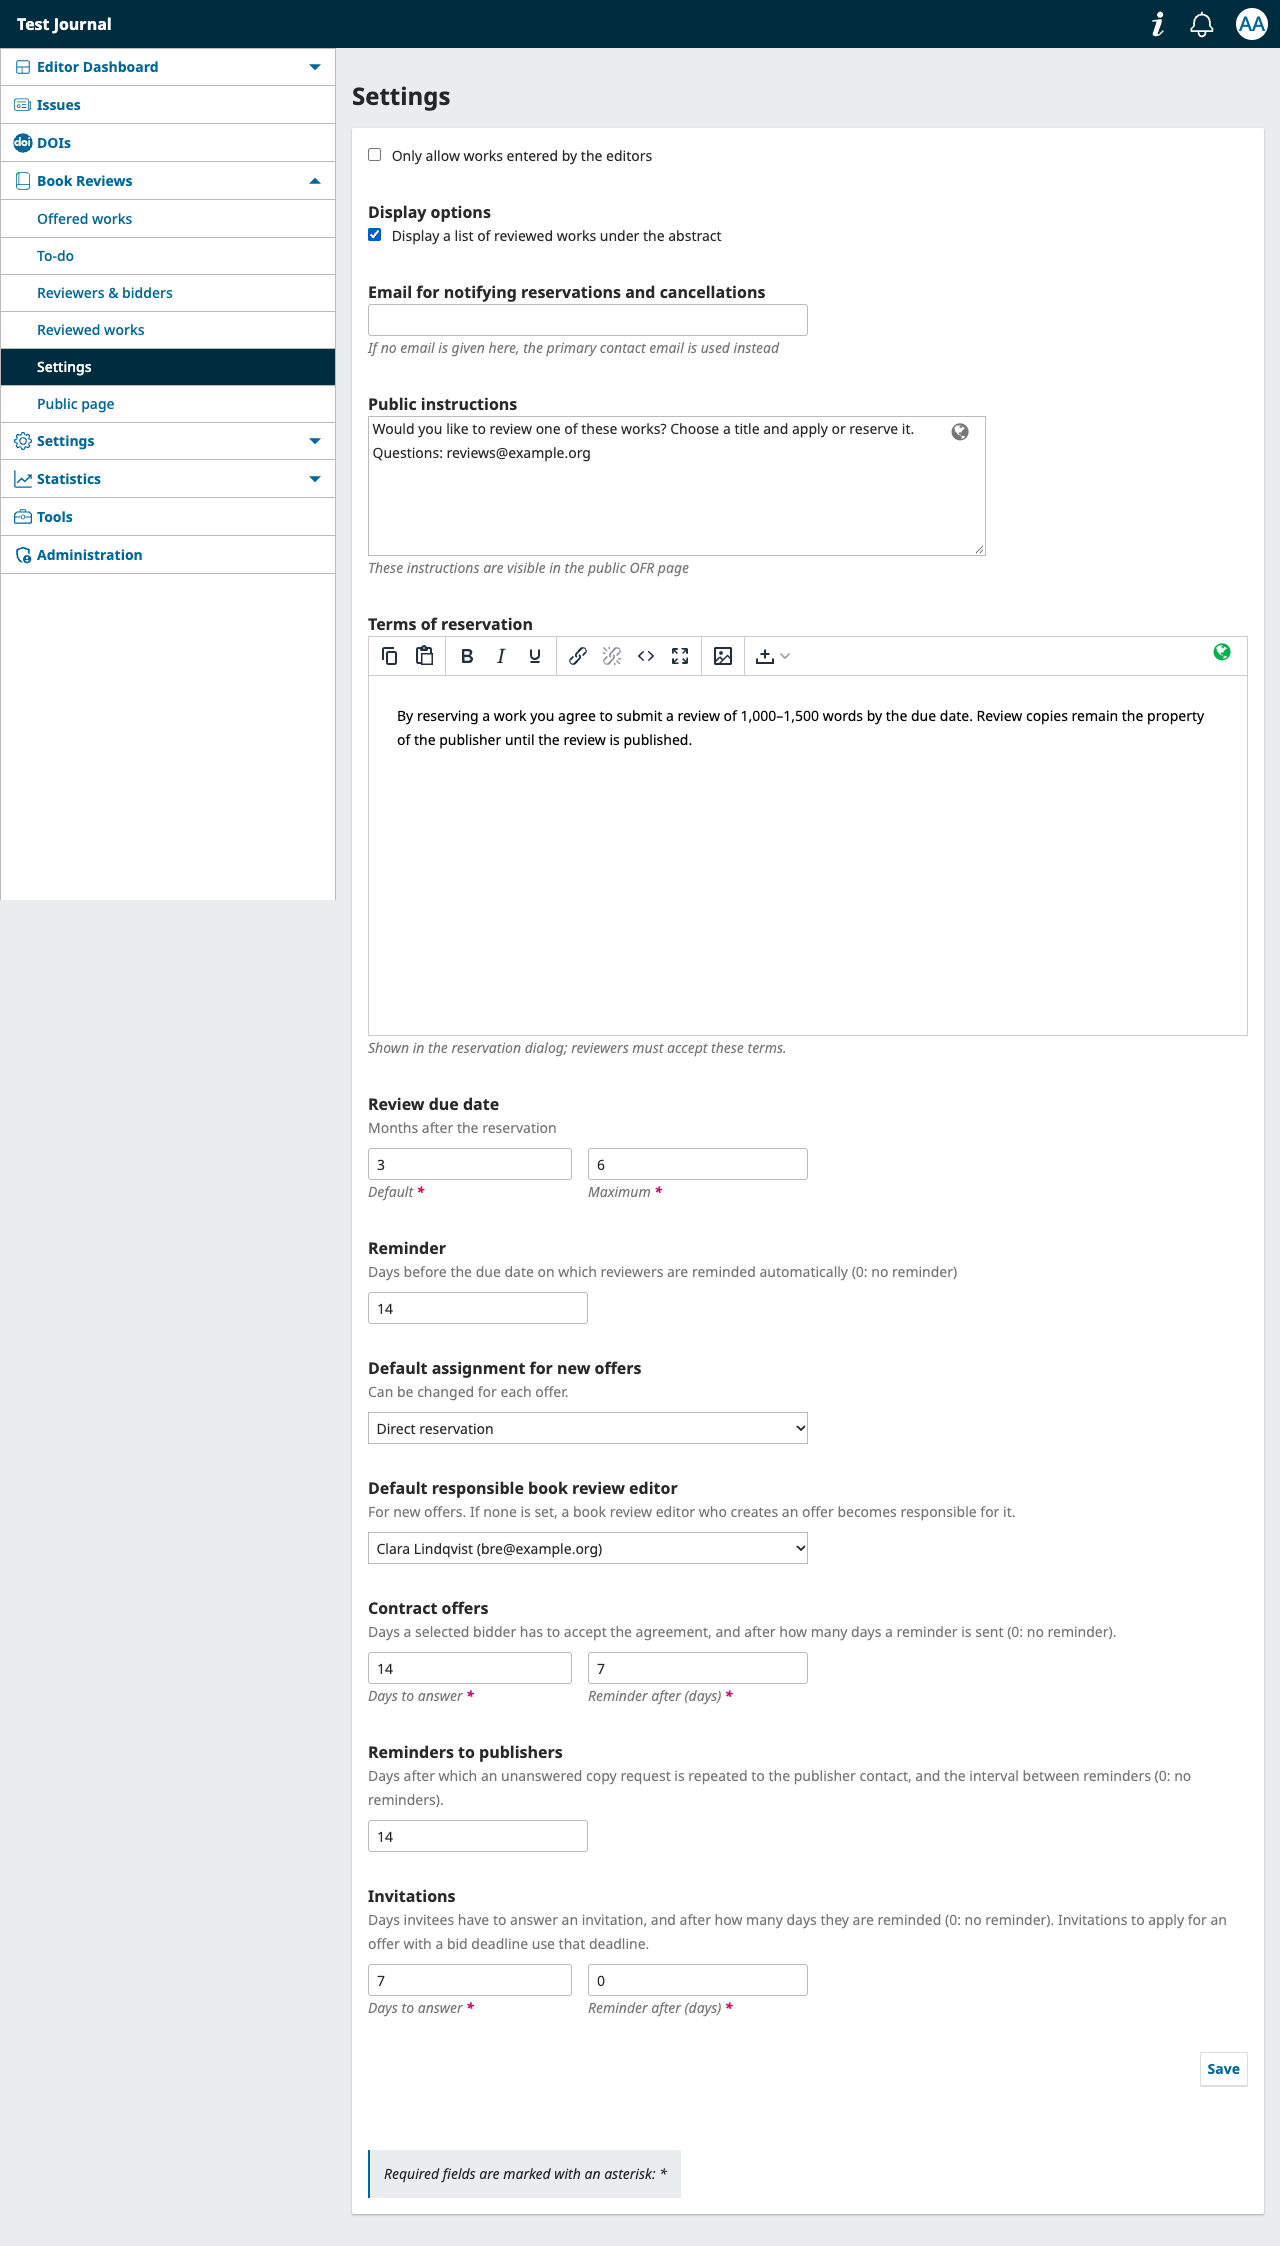 Test Journal
AA
Editor Dashboard
Issues
doi DOIs
Book Reviews
Offered works
To-do
Reviewers & bidders
Reviewed works
Settings
Public page
Settings
Statistics
Tools
Administration
Settings
Only allow works entered by the editors
Display options
Display a list of reviewed works under the abstract
Email for notifying reservations and cancellations
If no email is given here, the primary contact email is used instead
Public instructions
Would you like to review one of these works? Choose a title and apply or reserve it.
Questions: reviews@example.org
These instructions are visible in the public OFR page
Terms of reservation
By reserving a work you agree to submit a review of 1,000–1,500 words by the due date. Review copies remain the property
of the publisher until the review is published.
Shown in the reservation dialog; reviewers must accept these terms.
Review due date
Months after the reservation
3 6
Default * Maximum *
Reminder
Days before the due date on which reviewers are reminded automatically (0: no reminder)
14
Default assignment for new offers
Can be changed for each offer.
Direct reservation
Default responsible book review editor
For new offers. If none is set, a book review editor who creates an offer becomes responsible for it.
Clara Lindqvist (bre@example.org)
Contract offers
Days a selected bidder has to accept the agreement, and after how many days a reminder is sent (0: no reminder).
14 7
Days to answer * Reminder after (days) *
Reminders to publishers
Days after which an unanswered copy request is repeated to the publisher contact, and the interval between reminders (0: no
reminders).
14
Invitations
Days invitees have to answer an invitation, and after how many days they are reminded (0: no reminder). Invitations to apply for an
offer with a bid deadline use that deadline.
7 0
Days to answer * Reminder after (days) *
Save
Required fields are marked with an asterisk: *